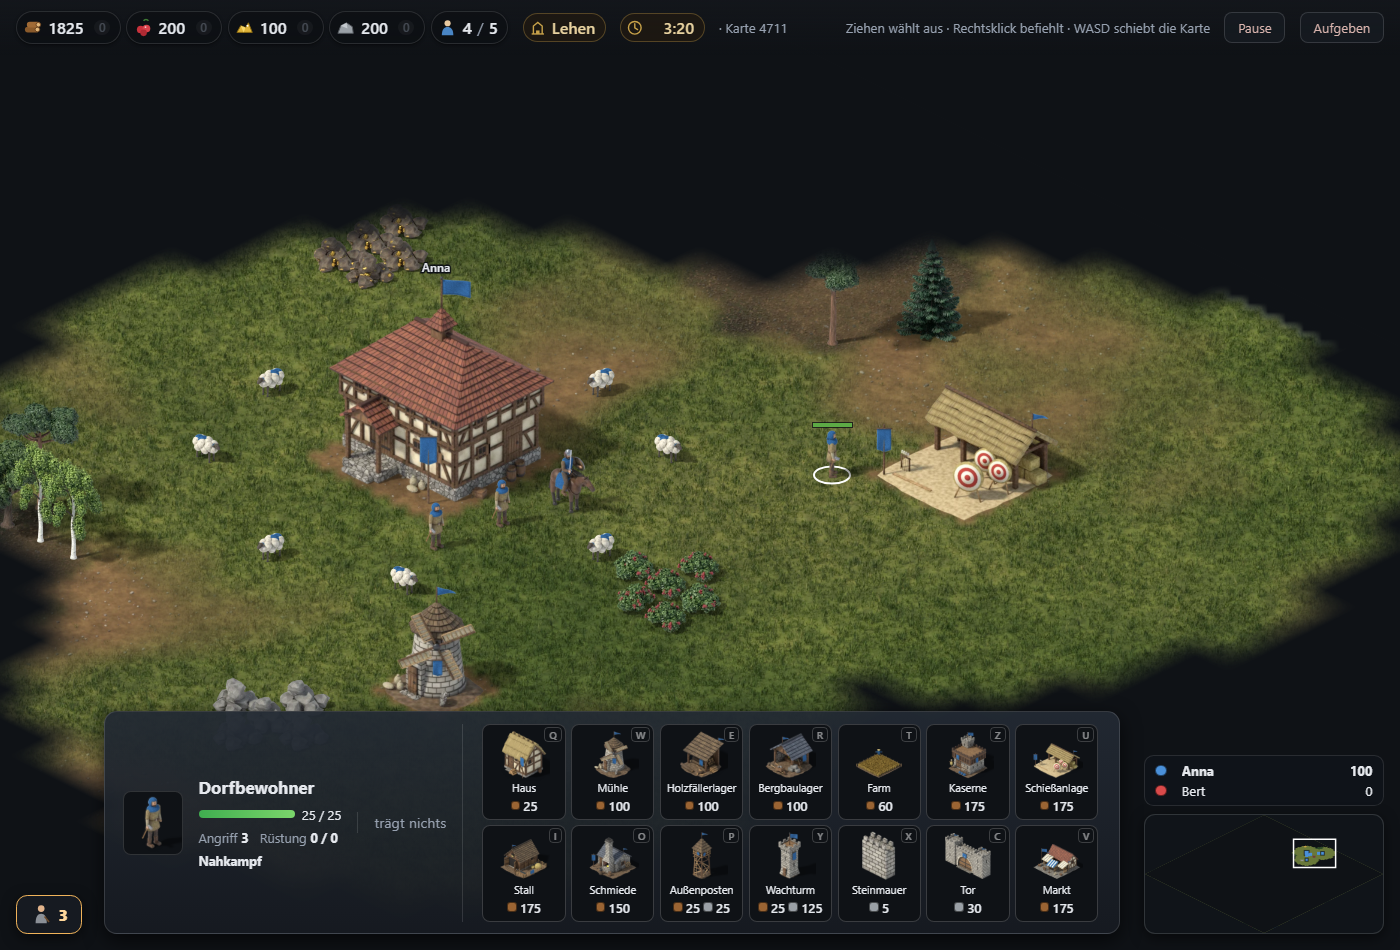 1825 0 200 0 100 0 200 0 4 / 5 Lehen 3:20 · Karte 4711 Ziehen wählt aus · Rechtsklick befiehlt · WASD schiebt die Karte Pause Aufgeben
Anna
Dorfbewohner
25 / 25
Angriff 3 Rüstung 0 / 0
Nahkampf
trägt nichts
Q W E R T Z U
Haus Mühle Holzfällerlager Bergbaulager Farm Kaserne Schießanlage
25 100 100 100 60 175 175
I O P Y X C V
Stall Schmiede Außenposten Wachturm Steinmauer Tor Markt
175 150 25 25 25 125 5 30 175
Anna 100
Bert 0
3